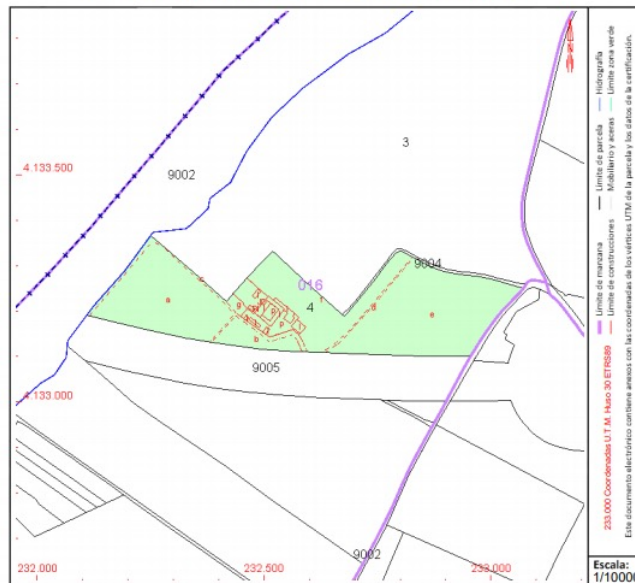 3
4.133.500
9002
9004
016
4
c
a
f
d
e
b
p
9005
4.133.000
9002
232.000
232.500
233.000
Límite de manzana
Límite de parcela
Hidrografía
Límite de construcciones
Mobiliario y aceras
Límite zona verde
233.000 Coordenadas U.T.M. Huso 30 ETRS89
Este documento electrónico contiene anexos con las coordenadas de los vértices UTM de la parcela y los datos de la certificación.
Escala:
1/10000